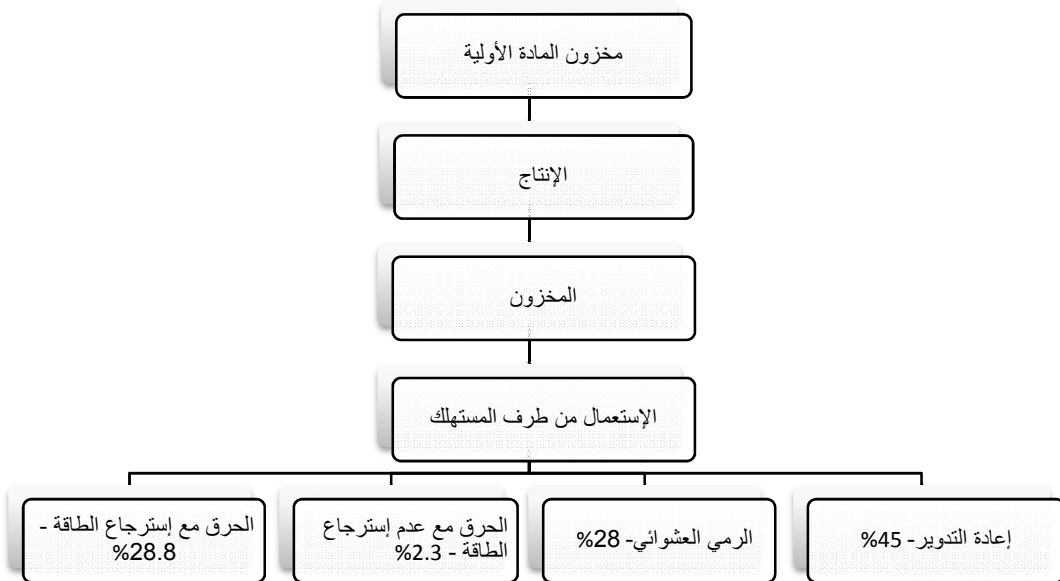 مخزون المادة الأولية
الإنتاج
المخزون
الإستعمال من طرف المستهلك
إعادة التدوير- 45%
الرمي العشوائي- 28%
الحرق مع عدم إسترجاع
الطاقة - 2.3%
الحرق مع إسترجاع الطاقة -
28.8%